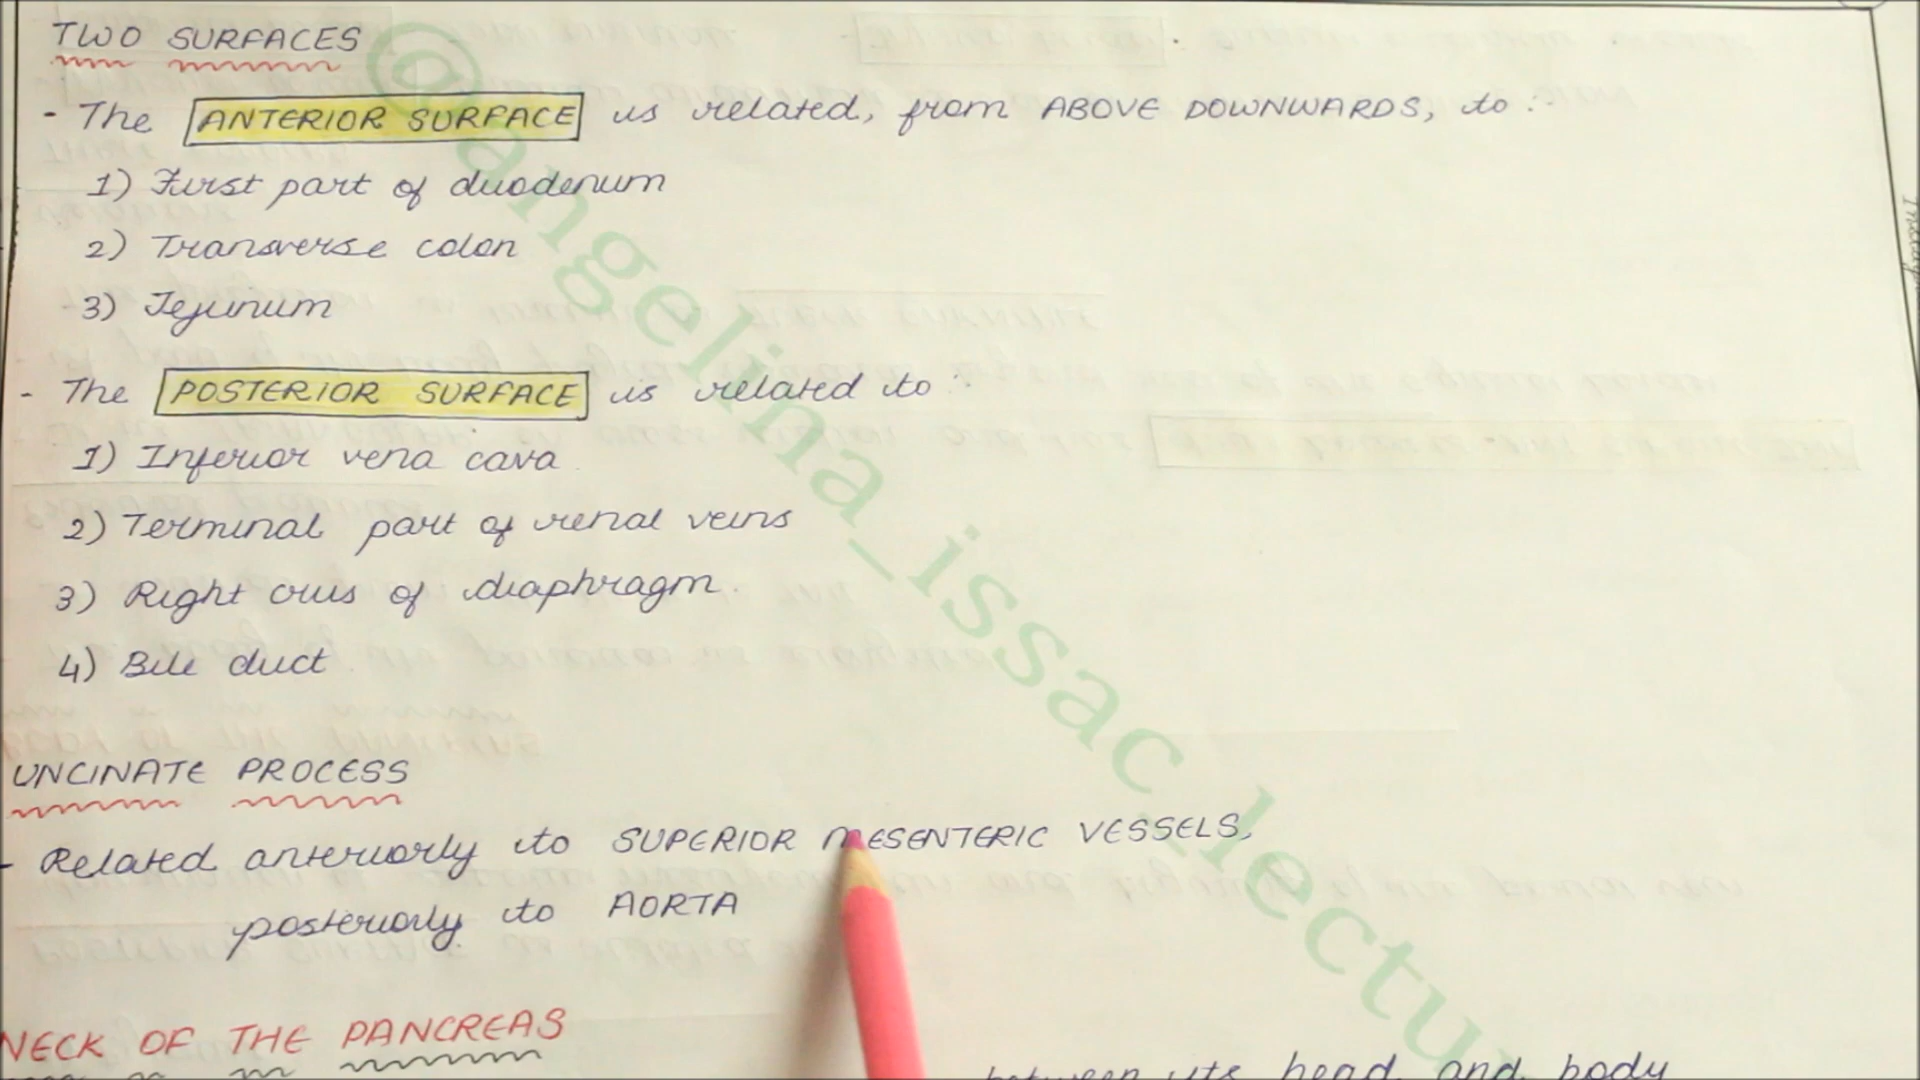 TWO SURFACES
- The ANTERIOR SURFACE is related, from ABOVE DOWNWARDS, to :
1) First part of duodenum
2) Transverse colon
3) Jejunum
- The POSTERIOR SURFACE is related to :
1) Inferior vena cava
2) Terminal part of renal veins
3) Right crus of diaphragm.
4) Bile duct
UNCINATE PROCESS
- Related anteriorly to SUPERIOR MESENTERIC VESSELS,
posteriorly to AORTA
NECK OF THE PANCREAS
between its head and body
@angelina_issac_lectur